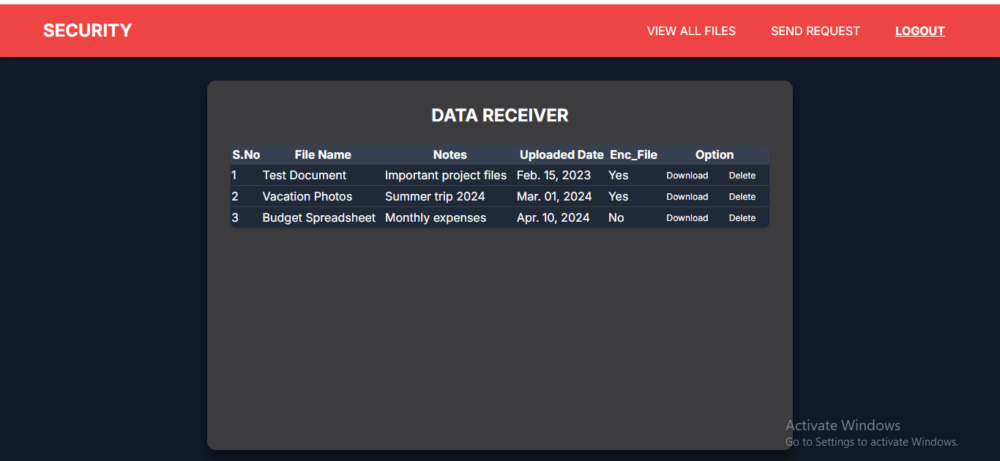 SECURITY VIEW ALL FILES SEND REQUEST LOGOUT
DATA RECEIVER
S.No File Name Notes Uploaded Date Enc_File Option
1 Test Document Important project files Feb. 15, 2023 Yes Download Delete
2 Vacation Photos Summer trip 2024 Mar. 01, 2024 Yes Download Delete
3 Budget Spreadsheet Monthly expenses Apr. 10, 2024 No Download Delete
Activate Windows
Go to Settings to activate Windows.